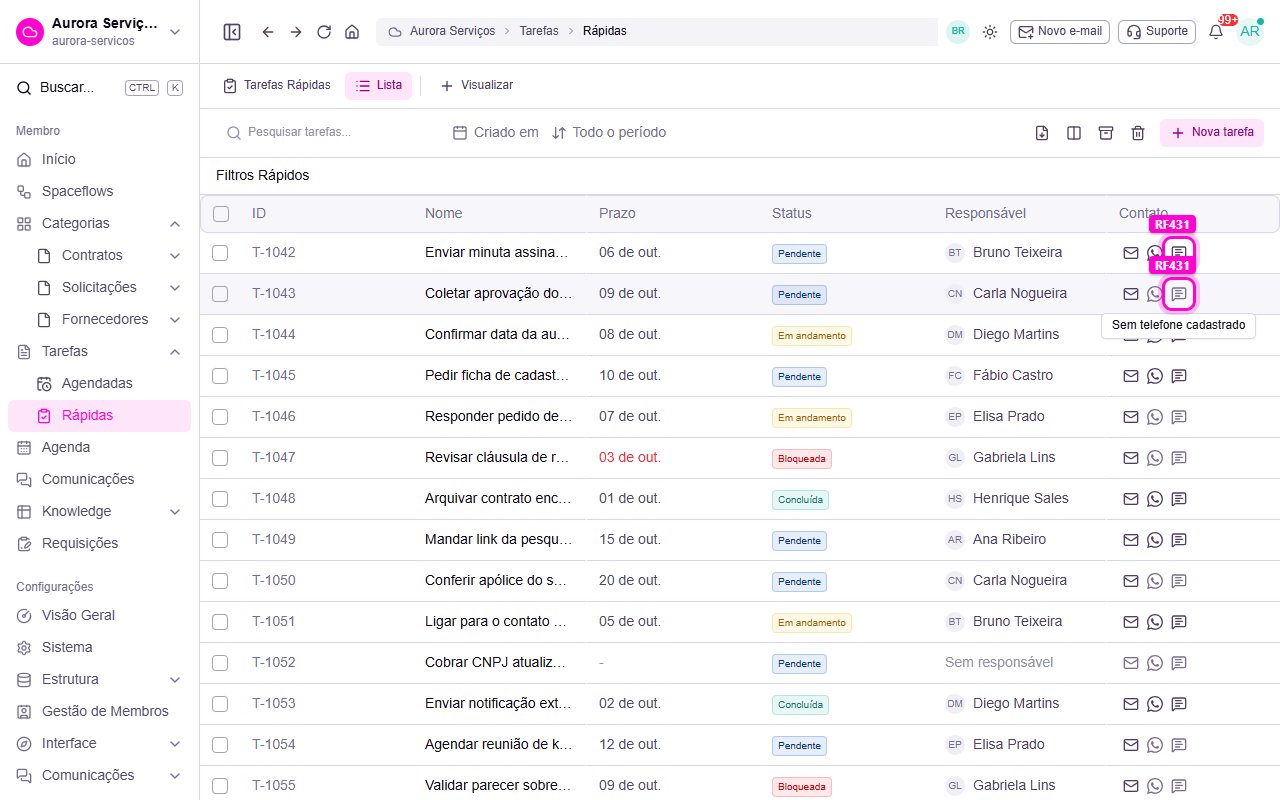 Aurora Serviç...
aurora-servicos
Aurora Serviços
Tarefas
Rápidas
BR
Novo e-mail
Suporte
99+
AR
Buscar...
CTRL
K
Tarefas Rápidas
Lista
Visualizar
Pesquisar tarefas...
Criado em
Todo o período
Nova tarefa
Filtros Rápidos
Membro
Início
Spaceflows
Categorias
Contratos
Solicitações
Fornecedores
Tarefas
Agendadas
Rápidas
Agenda
Comunicações
Knowledge
Requisições
Configurações
Visão Geral
Sistema
Estrutura
Gestão de Membros
Interface
Comunicações
ID Nome Prazo Status Responsável Contato
RF431
T-1042 Enviar minuta assina... 06 de out. Pendente BT Bruno Teixeira
RF431
T-1043 Coletar aprovação do... 09 de out. Pendente CN Carla Nogueira
Sem telefone cadastrado
T-1044 Confirmar data da au... 08 de out. Em andamento DM Diego Martins
T-1045 Pedir ficha de cadast... 10 de out. Pendente FC Fábio Castro
T-1046 Responder pedido de... 07 de out. Em andamento EP Elisa Prado
T-1047 Revisar cláusula de r... 03 de out. Bloqueada GL Gabriela Lins
T-1048 Arquivar contrato enc... 01 de out. Concluída HS Henrique Sales
T-1049 Mandar link da pesqu... 15 de out. Pendente AR Ana Ribeiro
T-1050 Conferir apólice do s... 20 de out. Pendente CN Carla Nogueira
T-1051 Ligar para o contato ... 05 de out. Em andamento BT Bruno Teixeira
T-1052 Cobrar CNPJ atualiz... - Pendente Sem responsável
T-1053 Enviar notificação ext... 02 de out. Concluída DM Diego Martins
T-1054 Agendar reunião de k... 12 de out. Pendente EP Elisa Prado
T-1055 Validar parecer sobre... 09 de out. Bloqueada GL Gabriela Lins